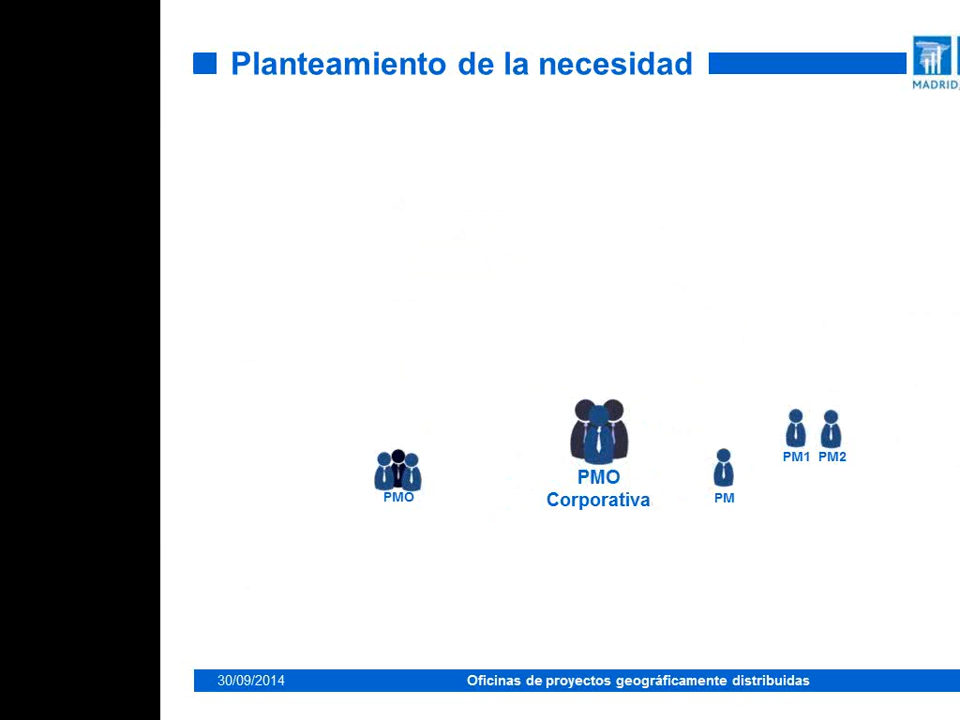 Planteamiento de la necesidad
MADRID
PM1 PM2
PMO
PMO
Corporativa
PM
30/09/2014
Oficinas de proyectos geográficamente distribuidas